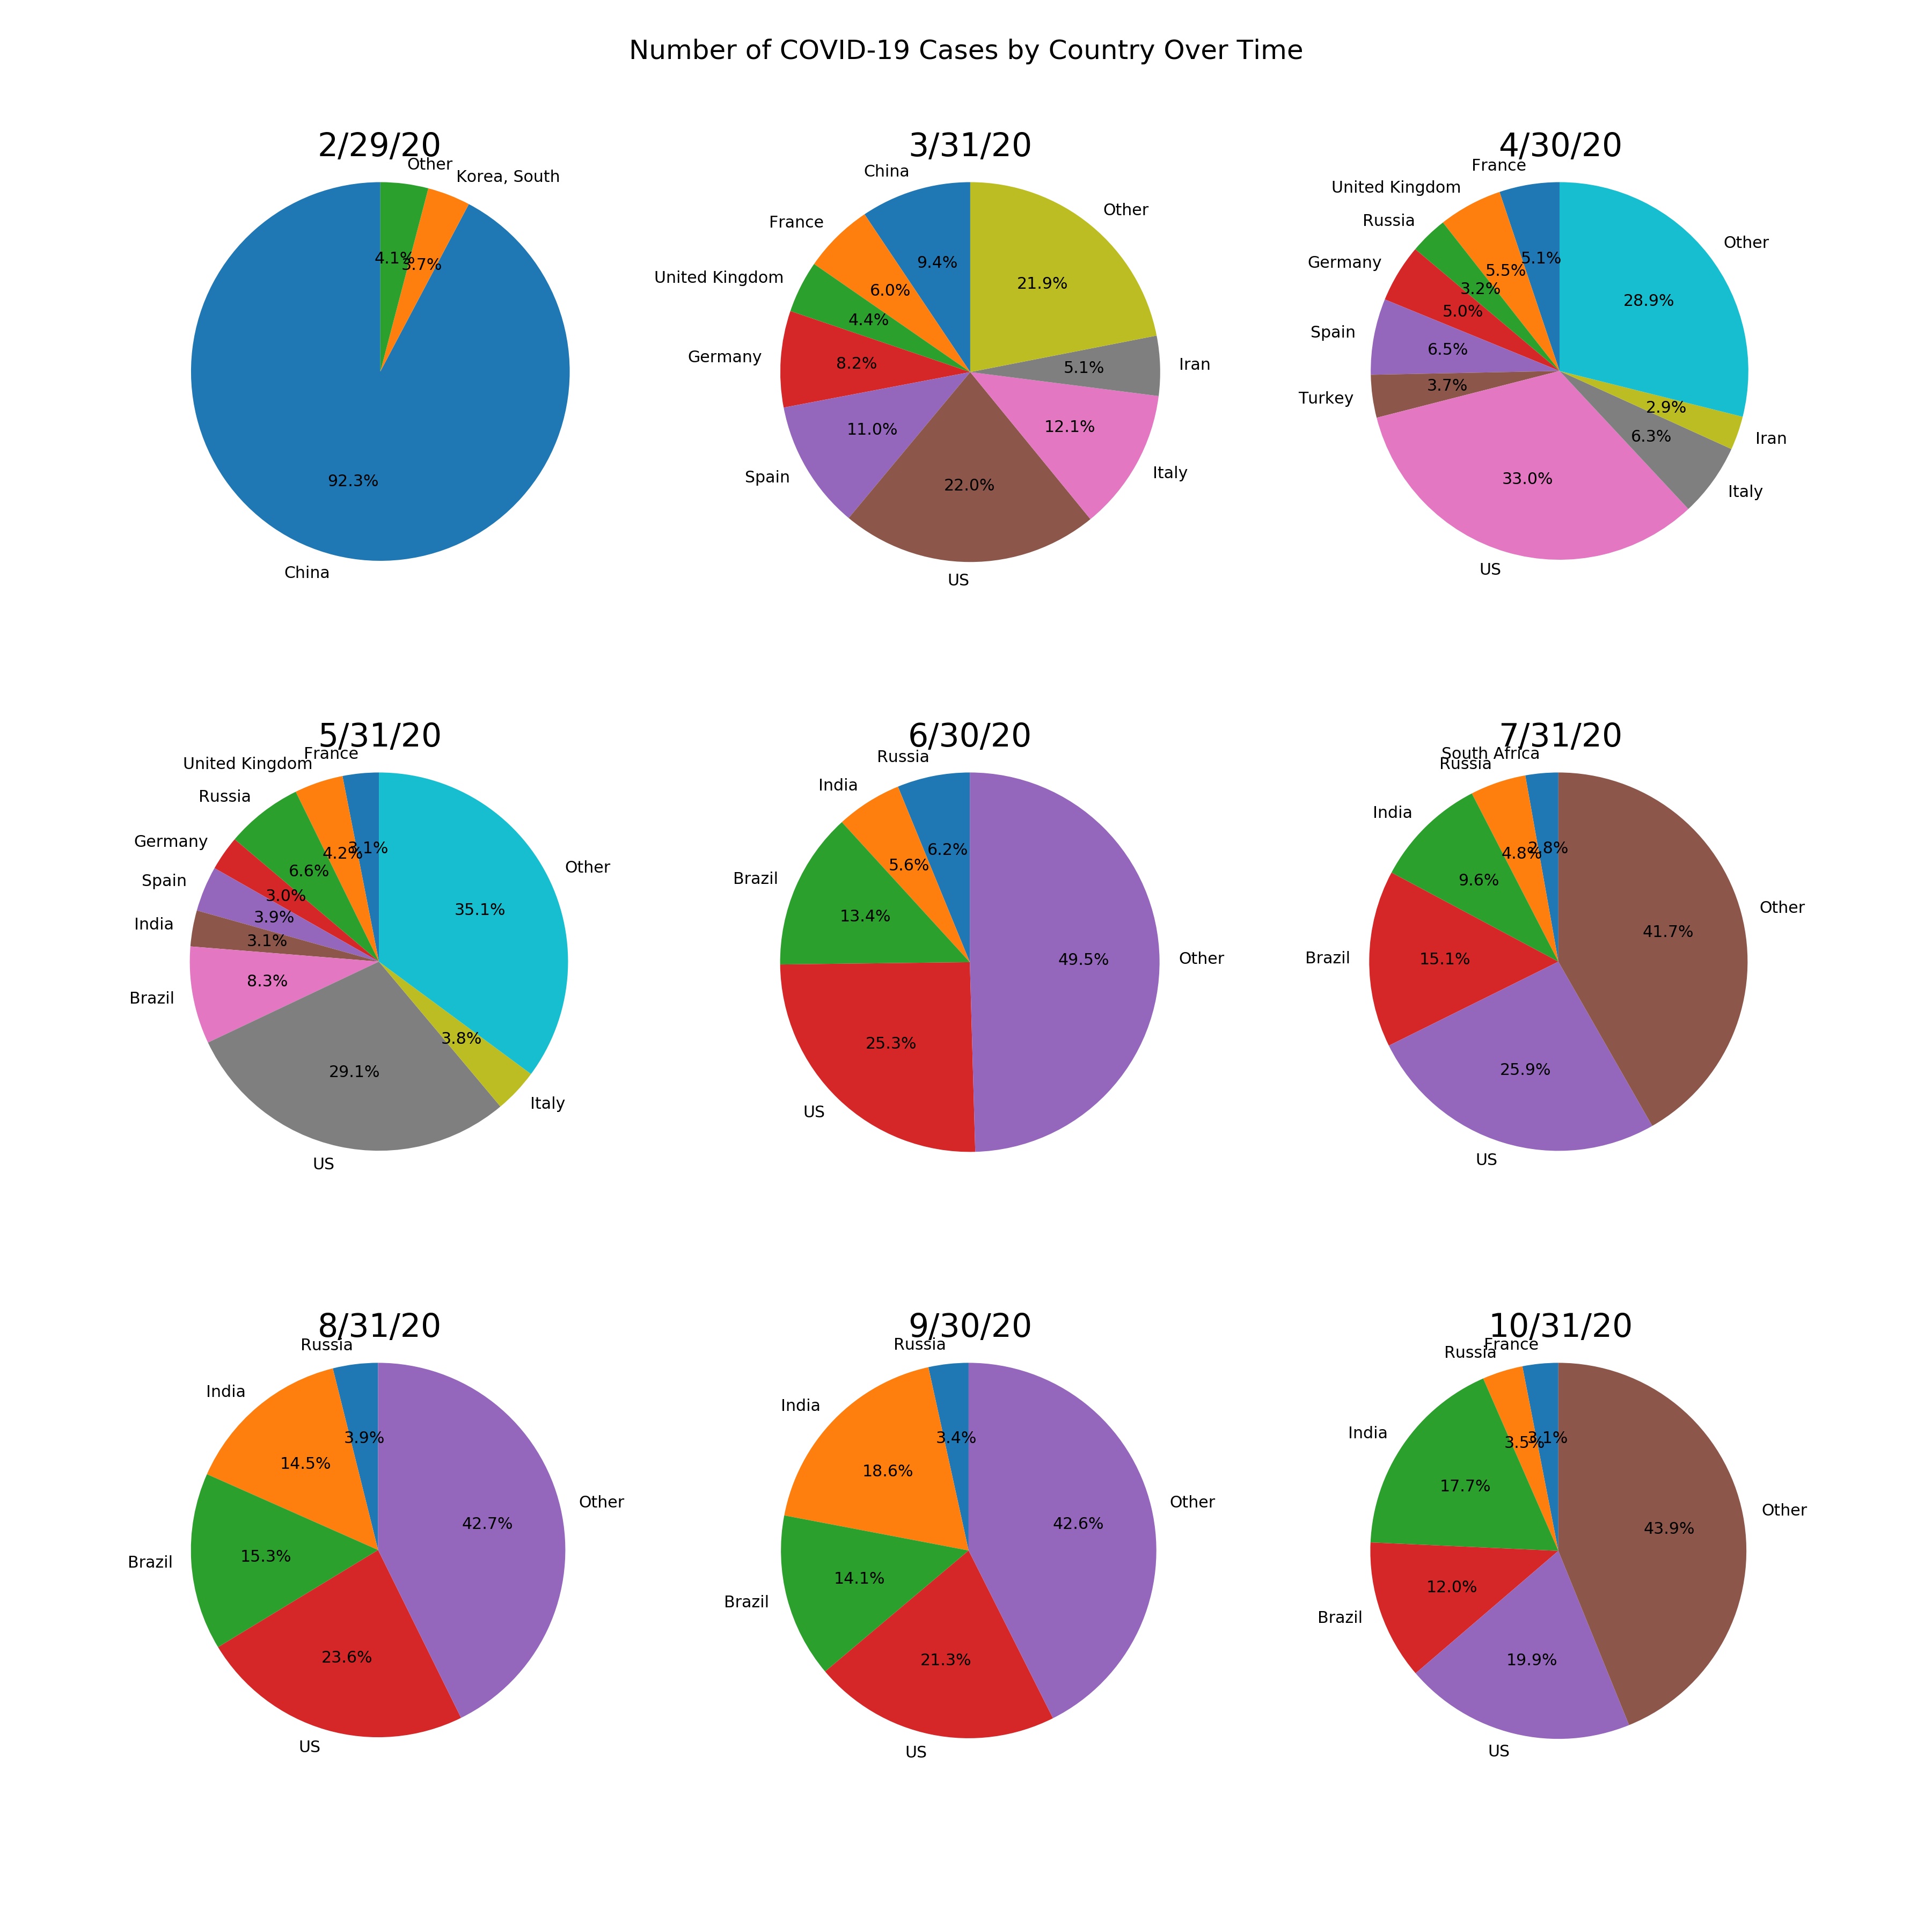 Number of COVID-19 Cases by Country Over Time
2/29/20
Other
Korea, South
4.1%
3.7%
92.3%
China
3/31/20
China
France
United Kingdom
Germany
Spain
US
Italy
Iran
Other
9.4%
6.0%
4.4%
8.2%
11.0%
22.0%
12.1%
5.1%
21.9%
4/30/20
France
United Kingdom
Russia
Germany
Spain
Turkey
US
Italy
Iran
Other
5.1%
5.5%
3.2%
5.0%
6.5%
3.7%
33.0%
6.3%
2.9%
28.9%
5/31/20
France
United Kingdom
Russia
Germany
Spain
India
Brazil
US
Italy
Other
3.1%
4.2%
6.6%
3.0%
3.9%
3.1%
8.3%
29.1%
3.8%
35.1%
6/30/20
Russia
India
Brazil
US
Other
6.2%
5.6%
13.4%
25.3%
49.5%
7/31/20
South Africa
Russia
India
Brazil
US
Other
2.8%
4.8%
9.6%
15.1%
25.9%
41.7%
8/31/20
Russia
India
Brazil
US
Other
3.9%
14.5%
15.3%
23.6%
42.7%
9/30/20
Russia
India
Brazil
US
Other
3.4%
18.6%
14.1%
21.3%
42.6%
10/31/20
France
Russia
India
Brazil
US
Other
3.1%
3.5%
17.7%
12.0%
19.9%
43.9%